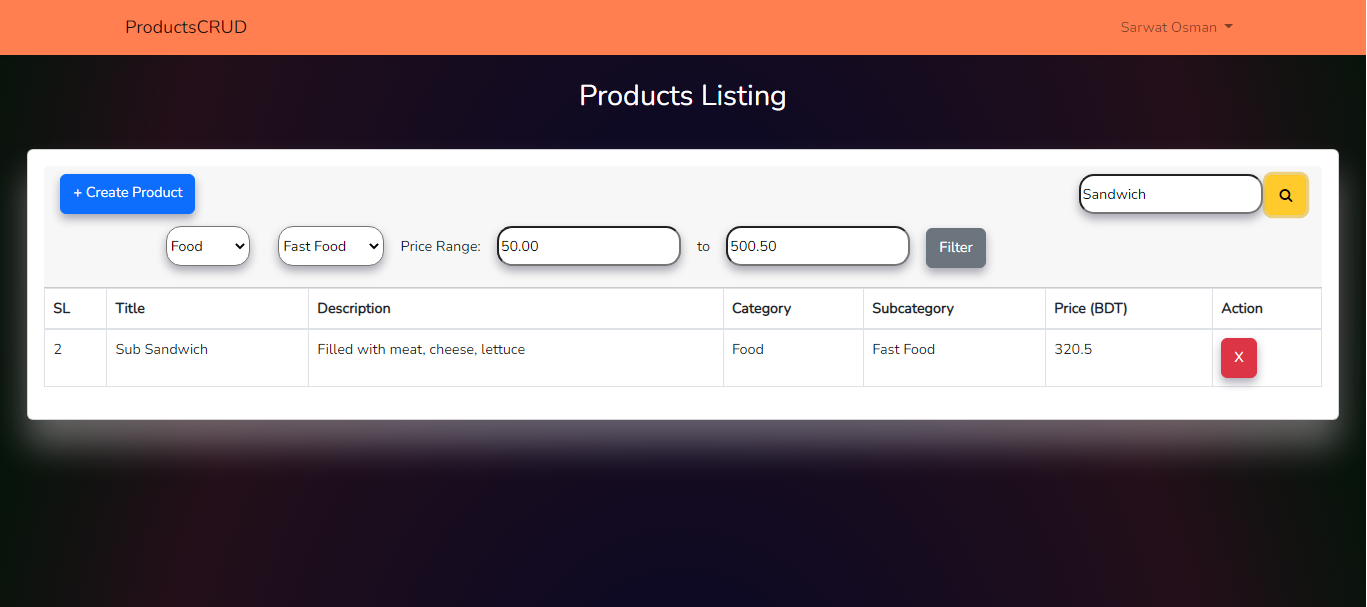 ProductsCRUD Sarwat Osman
Products Listing
+ Create Product Sandwich
Food Fast Food Price Range: 50.00 to 500.50 Filter
SL Title Description Category Subcategory Price (BDT) Action
2 Sub Sandwich Filled with meat, cheese, lettuce Food Fast Food 320.5 X